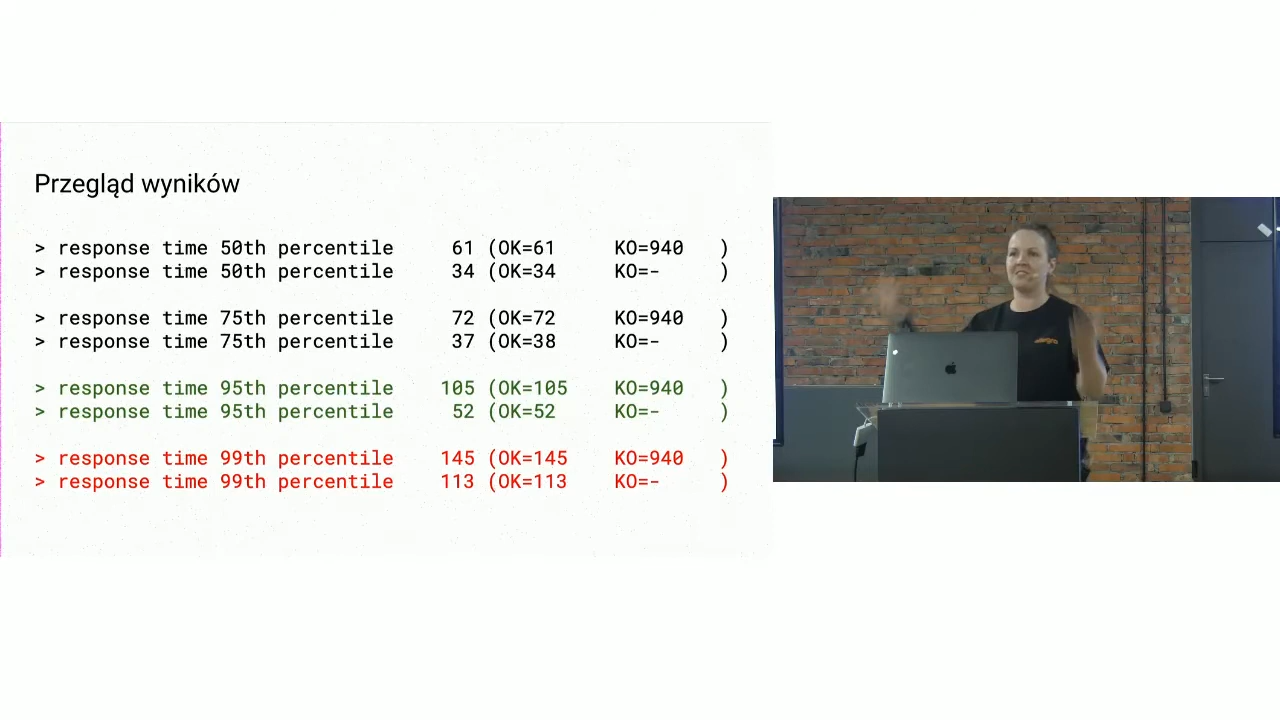 Przegląd wyników
> response time 50th percentile 61 (OK=61 KO=940 )
> response time 50th percentile 34 (OK=34 KO=- )
> response time 75th percentile 72 (OK=72 KO=940 )
> response time 75th percentile 37 (OK=38 KO=- )
> response time 95th percentile 105 (OK=105 KO=940 )
> response time 95th percentile 52 (OK=52 KO=- )
> response time 99th percentile 145 (OK=145 KO=940 )
> response time 99th percentile 113 (OK=113 KO=- )